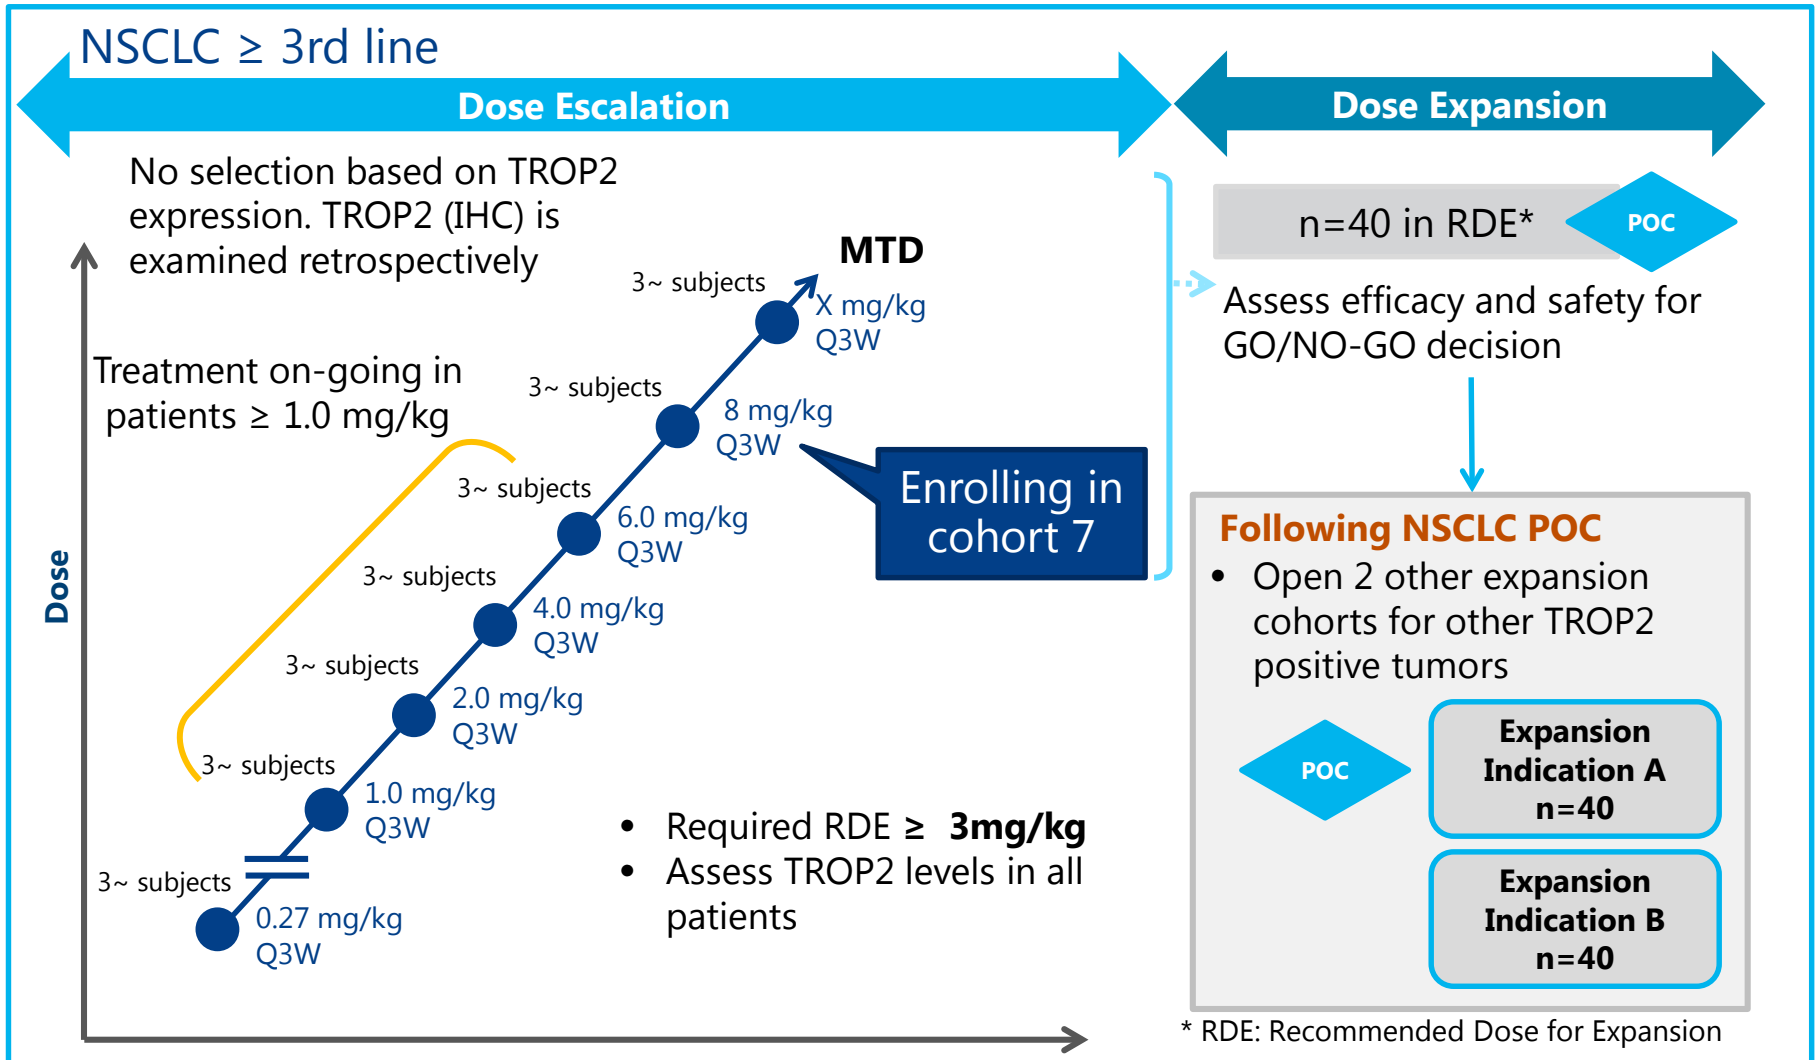 NSCLC ≥ 3rd line
Dose Escalation
Dose Expansion
No selection based on TROP2
expression. TROP2 (IHC) is
examined retrospectively
MTD
3~ subjects
X mg/kg
Q3W
Treatment on-going in
patients ≥ 1.0 mg/kg
3~ subjects
8 mg/kg
Q3W
Enrolling in
cohort 7
3~ subjects
6.0 mg/kg
Q3W
3~ subjects
4.0 mg/kg
Q3W
3~ subjects
2.0 mg/kg
Q3W
3~ subjects
1.0 mg/kg
Q3W
3~ subjects
0.27 mg/kg
Q3W
Dose
• Required RDE ≥ 3mg/kg
• Assess TROP2 levels in all
patients
n=40 in RDE*
POC
Assess efficacy and safety for
GO/NO-GO decision
Following NSCLC POC
• Open 2 other expansion
cohorts for other TROP2
positive tumors
POC
Expansion
Indication A
n=40
Expansion
Indication B
n=40
* RDE: Recommended Dose for Expansion